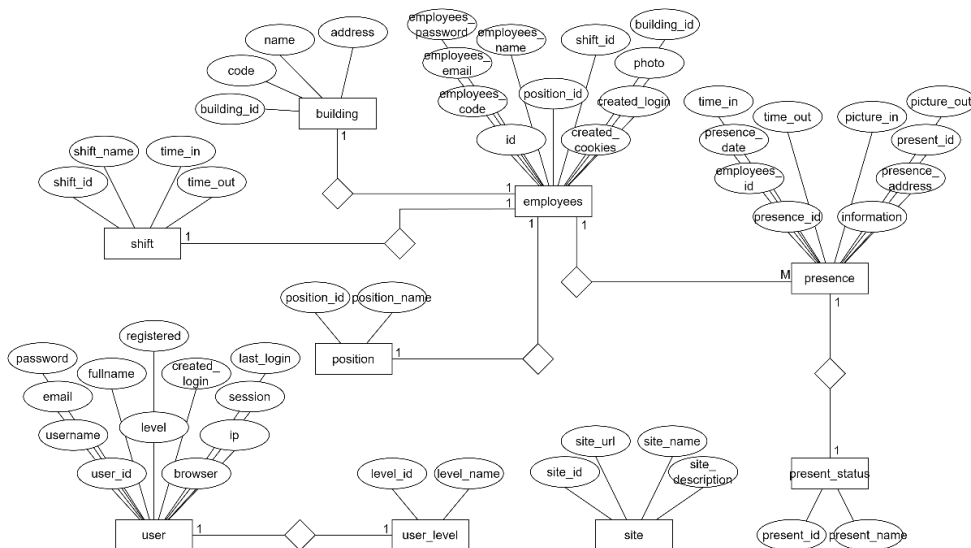 employees_
password
building_id
name
address
employees_
name
shift_id
employees_
email
photo
code
position_id
employees_
code
created_login
time_in
picture_out
building_id
building
id
created_
cookies
presence_
date
time_out
picture_in
present_id
1
shift_name
time_in
employees_
id
presence_
address
shift_id
time_out
1
1
employees
presence_id
information
shift
1
1
1
M
presence
1
position_id
position_name
registered
position
1
password
fullname
created_
login
last_login
email
session
username
level
ip
site_url
site_name
1
user_id
browser
level_id
level_name
site_id
site_
description
present_status
user
1
1
user_level
site
present_id
present_name